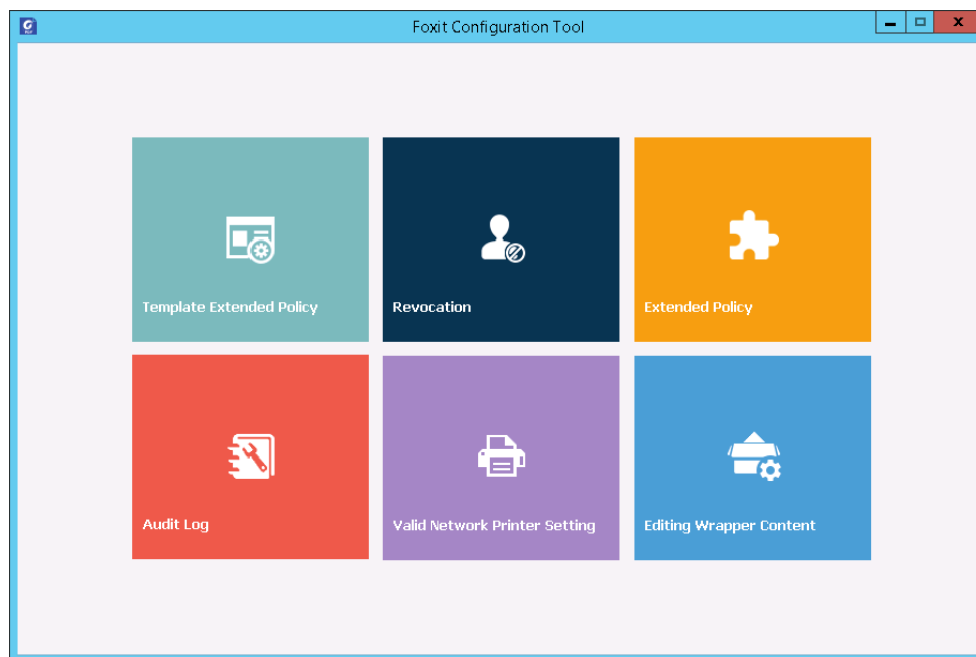 Foxit Configuration Tool
Template Extended Policy
Revocation
Extended Policy
Audit Log
Valid Network Printer Setting
Editing Wrapper Content